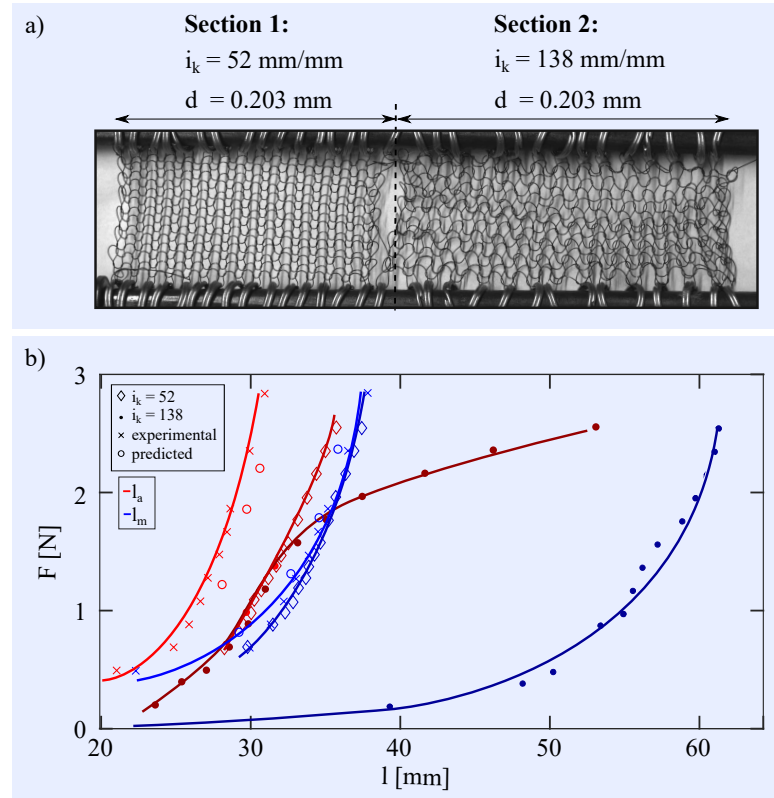 a)
Section 1:
i_k = 52 mm/mm
d = 0.203 mm
Section 2:
i_k = 138 mm/mm
d = 0.203 mm
b)
3
2
1
0
F [N]
i_k = 52
i_k = 138
experimental
predicted
l_a
l_m
20
30
40
50
60
l [mm]